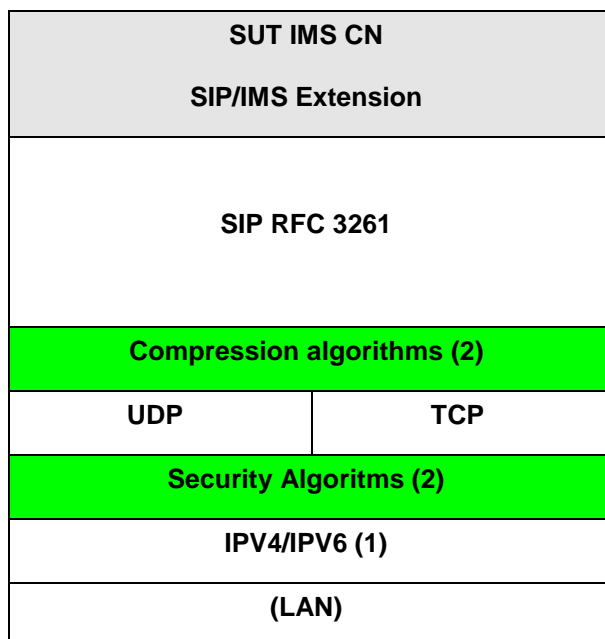 SUT IMS CN
SIP/IMS Extension
SIP RFC 3261
Compression algorithms (2)
UDP TCP
Security Algoritms (2)
IPV4/IPV6 (1)
(LAN)